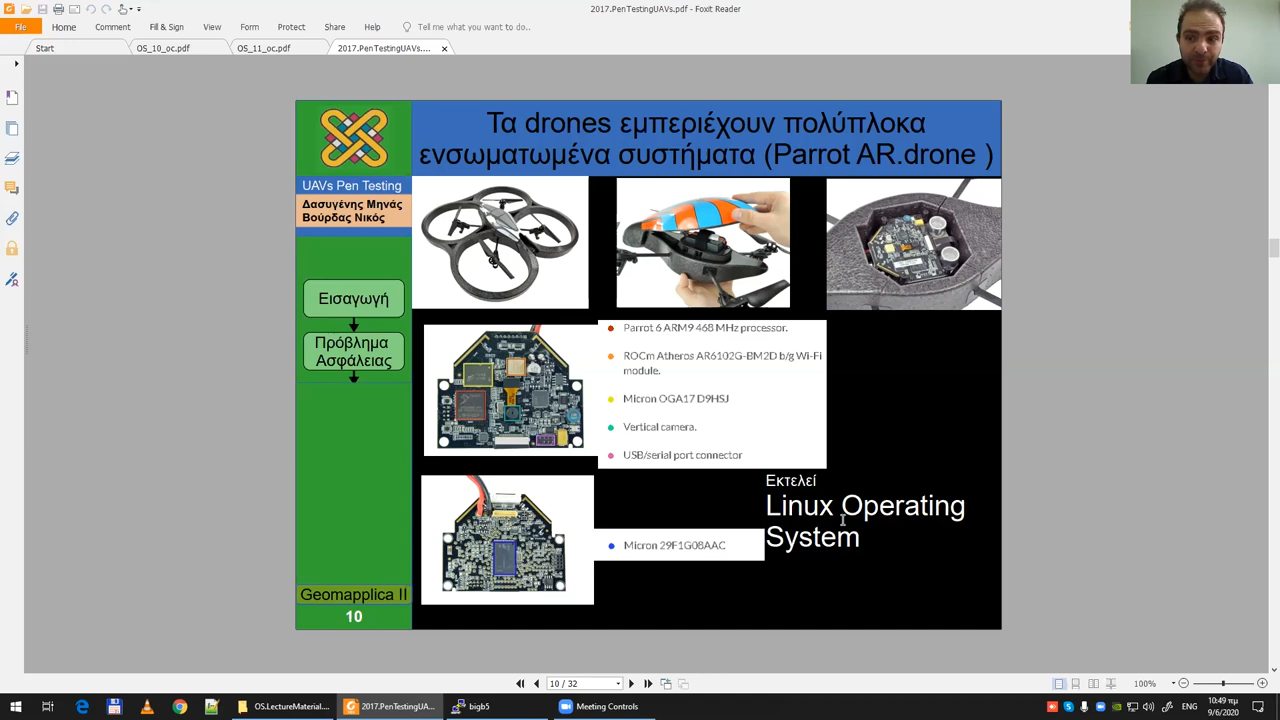 2017.PenTestingUAVs.pdf - Foxit Reader
File Home Comment Fill & Sign View Form Protect Share Help Tell me what you want to do..
Start OS_10_oc.pdf OS_11_oc.pdf 2017.PenTestingUAVs....
Τα drones εμπεριέχουν πολύπλοκα
ενσωματωμένα συστήματα (Parrot AR.drone )
UAVs Pen Testing
Δασυγένης Μηνάς
Βούρδας Νικός
Εισαγωγή
Πρόβλημα
Ασφάλειας
Parrot 6 ARM9 468 MHz processor.
ROCm Atheros AR6102G-BM2D b/g Wi-Fi
module.
Micron OGA17 D9HSJ
Vertical camera.
USB/serial port connector
Εκτελεί
Linux Operating
System
Micron 29F1G08AAC
Geomapplica II
10
10 / 32
100%
OS.LectureMaterial....
2017.PenTestingUA...
bigb5
Meeting Controls
10:49 πμ
9/6/2020